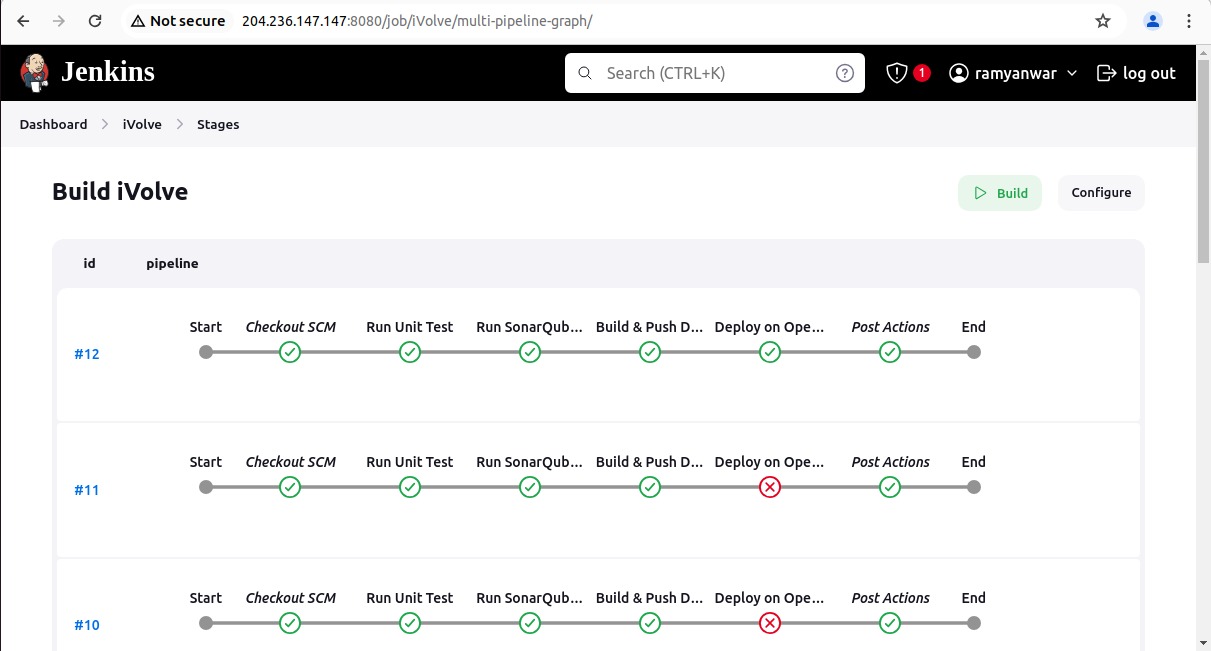 Not secure 204.236.147.147:8080/job/iVolve/multi-pipeline-graph/
Jenkins Search (CTRL+K) ? 1 ramyanwar log out
Dashboard iVolve Stages
Build iVolve Build Configure
id pipeline
Start Checkout SCM Run Unit Test Run SonarQub... Build & Push D... Deploy on Ope... Post Actions End
#12
Start Checkout SCM Run Unit Test Run SonarQub... Build & Push D... Deploy on Ope... Post Actions End
#11
Start Checkout SCM Run Unit Test Run SonarQub... Build & Push D... Deploy on Ope... Post Actions End
#10